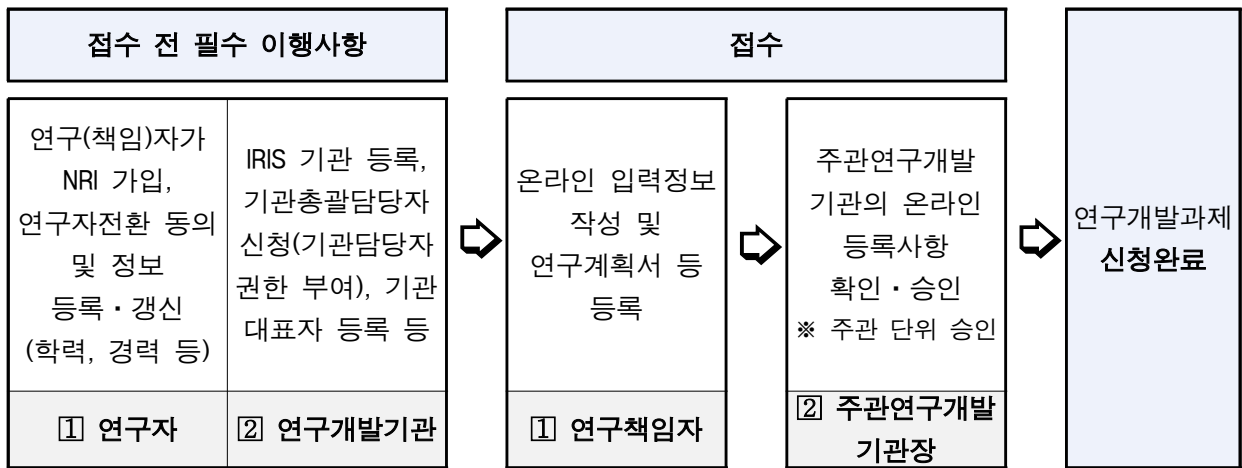 접수 전 필수 이행사항
연구(책임)자가
NRI 가입,
연구자전환 동의
및 정보
등록・갱신
(학력, 경력 등)
1 연구자
IRIS 기관 등록,
기관총괄담당자
신청(기관담당자
권한 부여), 기관
대표자 등록 등
2 연구개발기관
접수
온라인 입력정보
작성 및
연구계획서 등
등록
1 연구책임자
주관연구개발
기관의 온라인
등록사항
확인・승인
※ 주관 단위 승인
2 주관연구개발
기관장
연구개발과제
신청완료